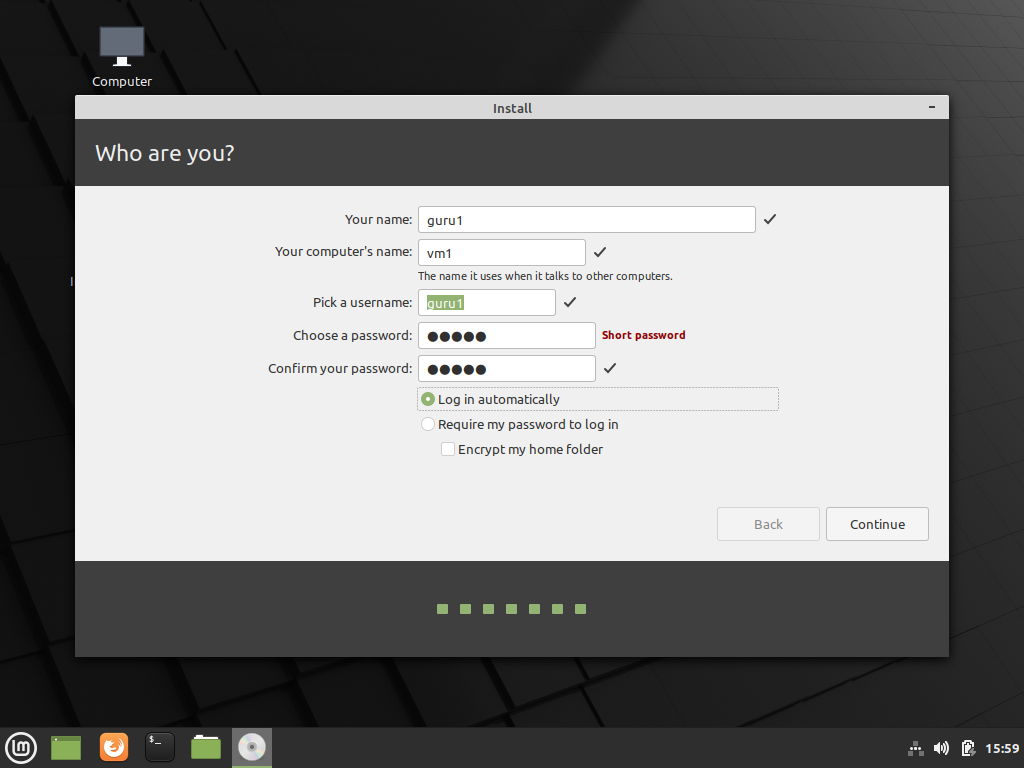 Computer
Install
Who are you?
Your name: guru1
Your computer's name: vm1
The name it uses when it talks to other computers.
Pick a username: guru1
Choose a password: ●●●●● Short password
Confirm your password: ●●●●●
Log in automatically
Require my password to log in
Encrypt my home folder
Back Continue
$_
15:59